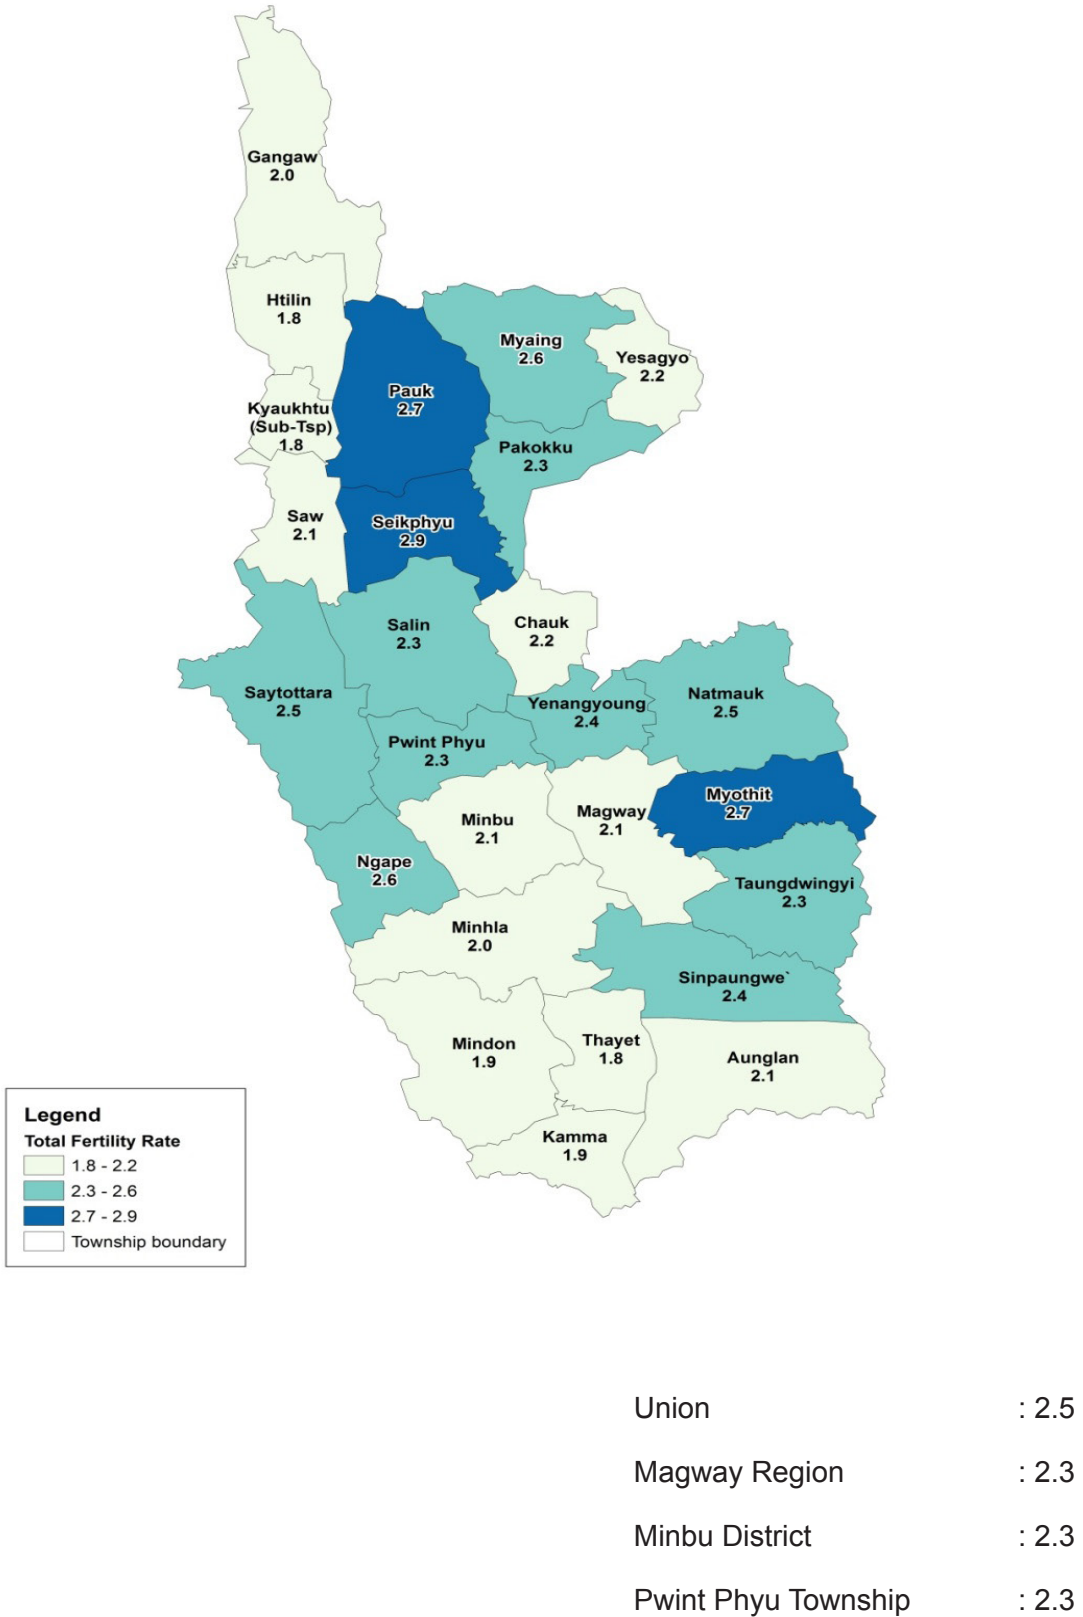 Gangaw
2.0
Htilin
1.8
Myaing
2.6
Yesagyo
2.2
Pauk
2.7
Kyaukhtu
(Sub-Tsp)
1.8
Pakokku
2.3
Saw
2.1
Seikphyu
2.9
Salin
2.3
Chauk
2.2
Saytottara
2.5
Natmauk
2.5
Yenangyoung
2.4
Pwint Phyu
2.3
Myothit
2.7
Minbu
2.1
Magway
2.1
Ngape
2.6
Taungdwingyi
2.3
Minhla
2.0
Sinpaungwe`
2.4
Mindon
1.9
Thayet
1.8
Aunglan
2.1
Kamma
1.9
Legend
Total Fertility Rate
1.8 - 2.2
2.3 - 2.6
2.7 - 2.9
Township boundary
Union : 2.5
Magway Region : 2.3
Minbu District : 2.3
Pwint Phyu Township : 2.3